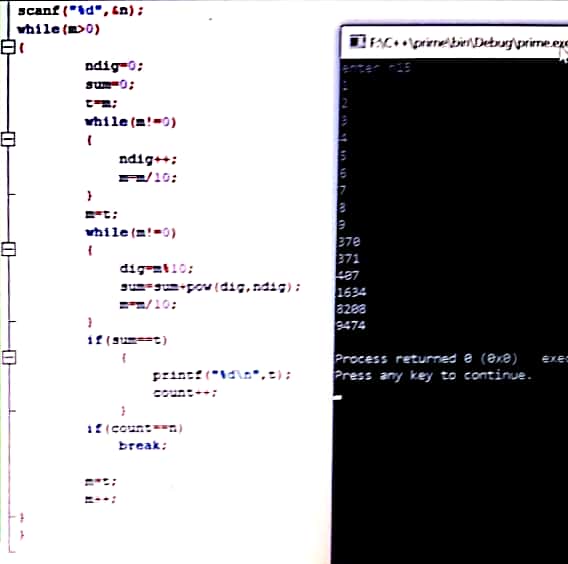 scanf("%d",&n);
while(m>0)
{
ndig=0;
sum=0;
t=m;
while(m!=0)
{
ndig++;
m=m/10;
}
m=t;
while(m!=0)
{
dig=m%10;
sum=sum+pow(dig,ndig);
m=m/10;
}
if(sum==t)
{
printf("%d\n",t);
count++;
}
if(count==n)
break;
m=t;
m++;
}
}
F:\C++\prime\bin\Debug\prime.exe
enter n15
1
2
3
4
5
6
7
8
9
370
371
407
1634
8208
9474
Process returned 0 (0x0) exec
Press any key to continue.